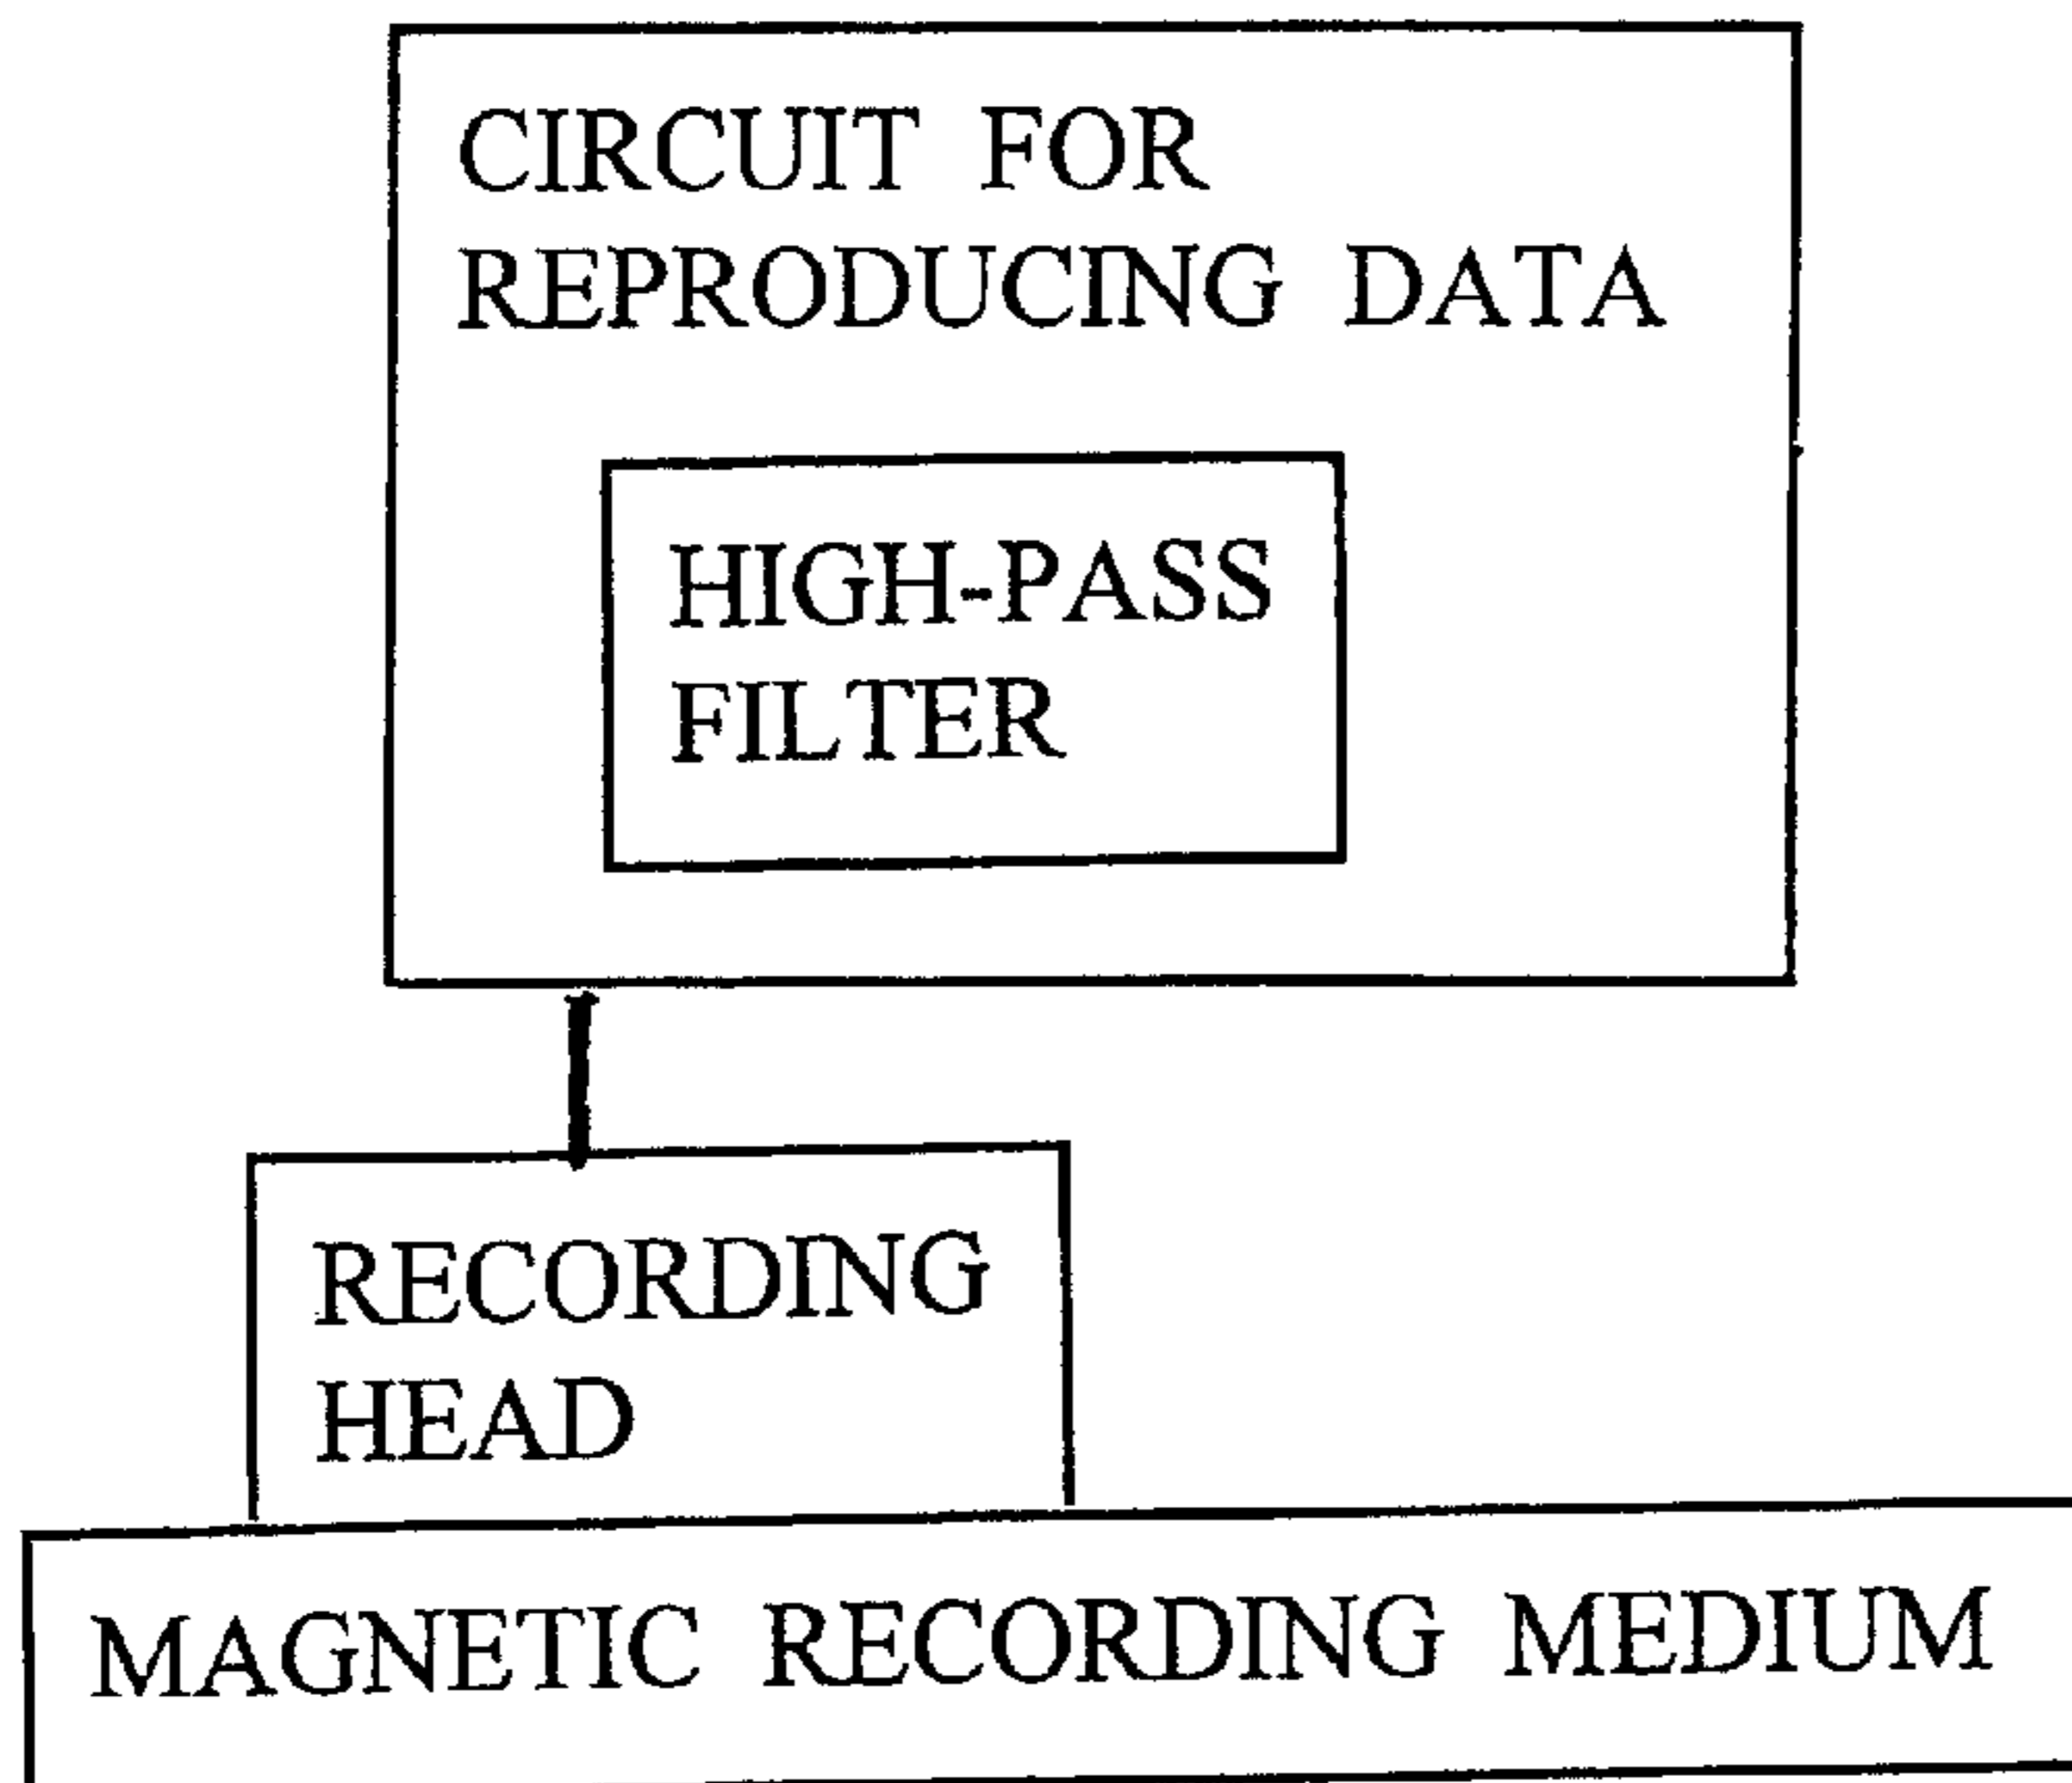 CIRCUIT FOR
REPRODUCING DATA
HIGH-PASS
FILTER
RECORDING
HEAD
MAGNETIC RECORDING MEDIUM